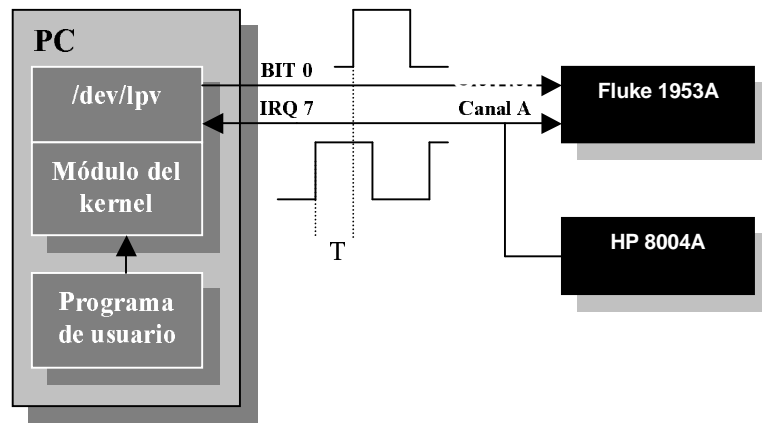 PC
/dev/lpv
Módulo del
kernel
Programa
de usuario
BIT 0
IRQ 7
Canal A
T
Fluke 1953A
HP 8004A